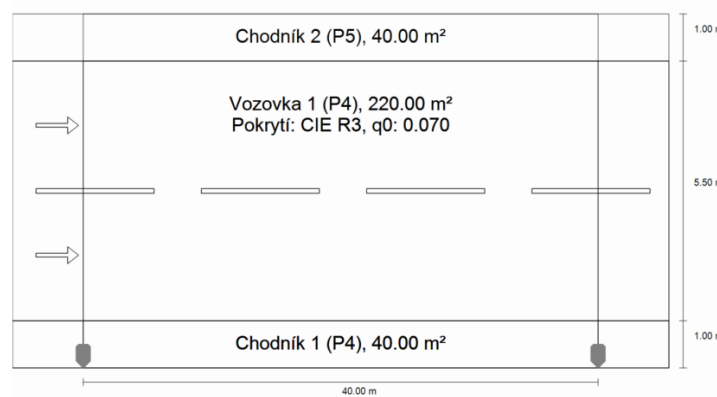 Chodník 2 (P5), 40.00 m²
1.00 m
Vozovka 1 (P4), 220.00 m²
Pokrytí: CIE R3, q0: 0.070
5.50 m
Chodník 1 (P4), 40.00 m²
1.00 m
40.00 m